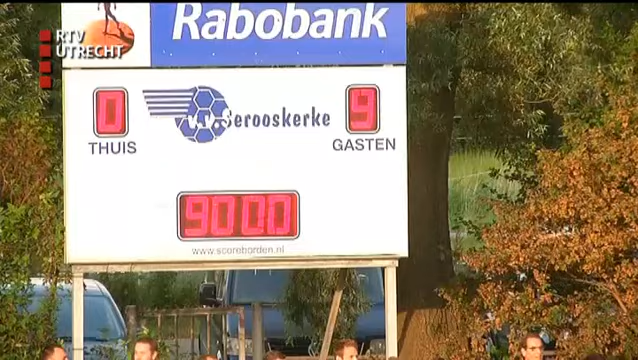 RTV
UTRECHT
Rabobank
0
9
v.v. Serooskerke
THUIS
GASTEN
90:00
www.scoreborden.nl